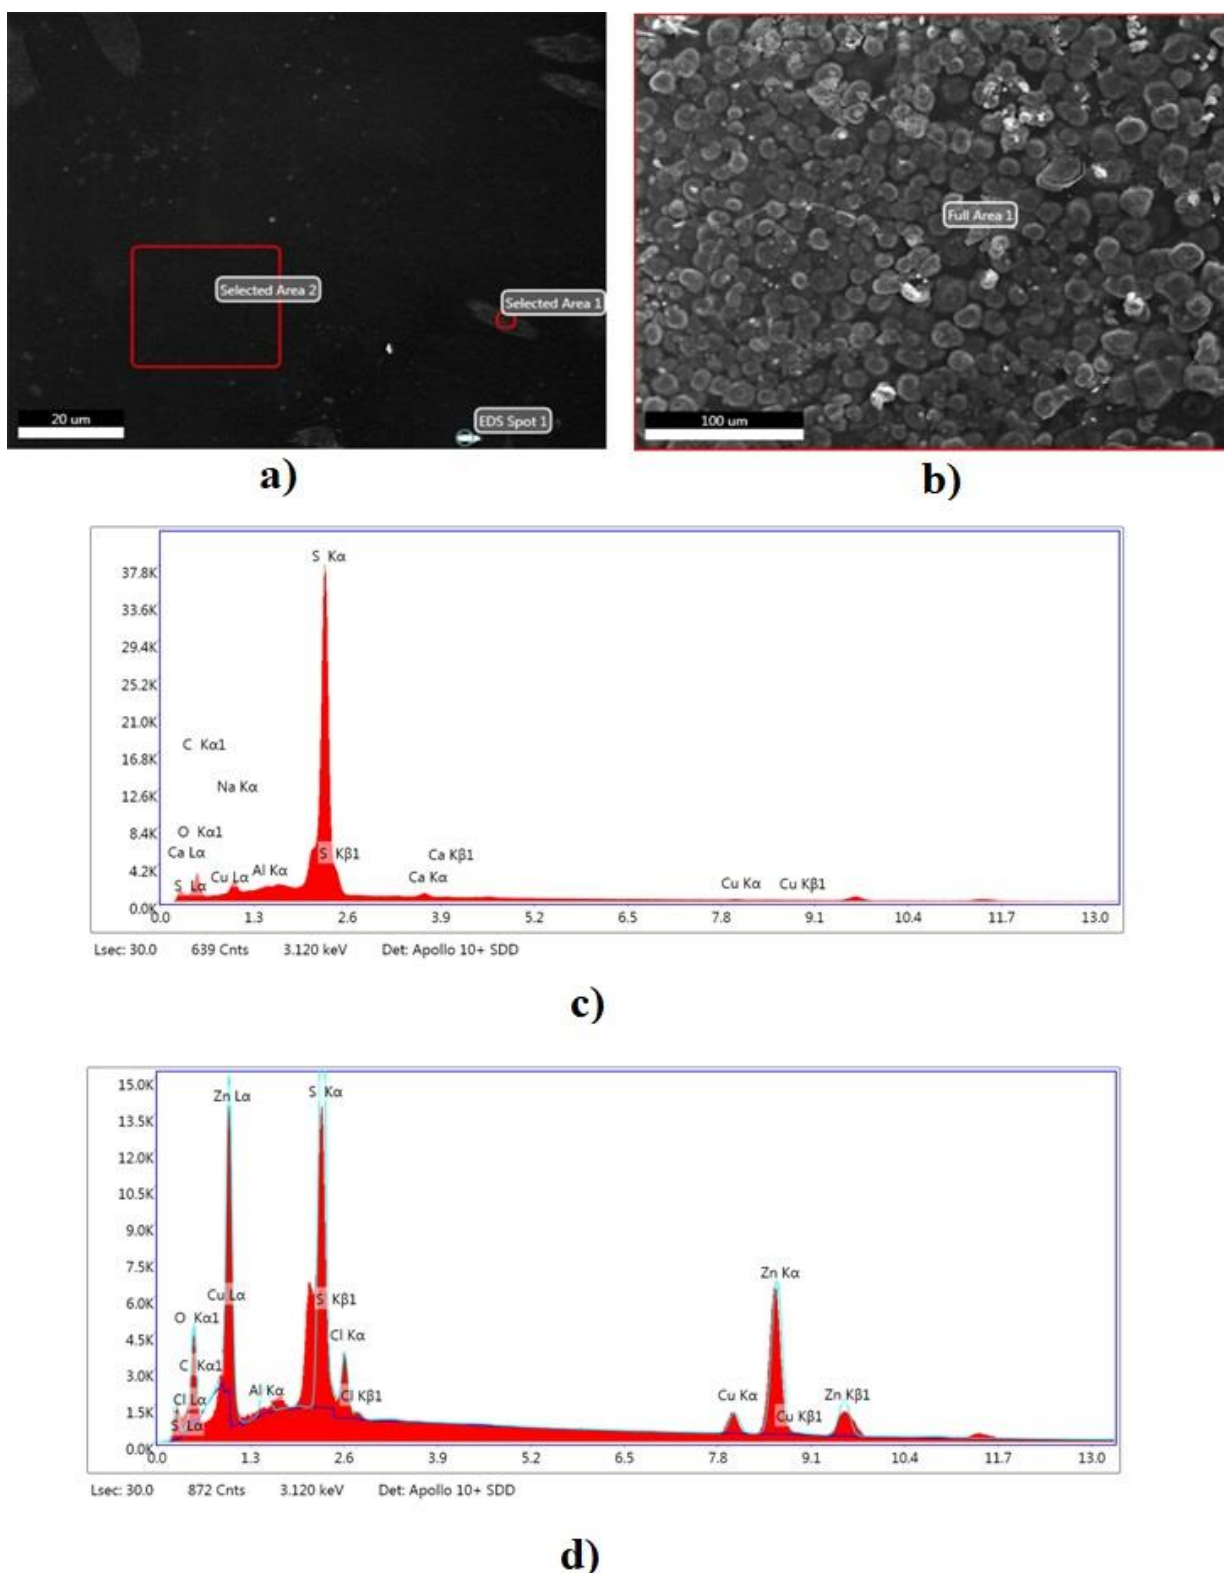 Selected Area 2
Selected Area 1
EDS Spot 1
20 um
Full Area 1
100 um
a)
b)
S Kα
37.8K
33.6K
29.4K
25.2K
21.0K
16.8K
12.6K
8.4K
4.2K
0.0K
C Kα1
Na Kα
O Kα1
Ca Lα
S Lα
Cu Lα
Al Kα
S Kβ1
Ca Kβ1
Ca Kα
Cu Kα
Cu Kβ1
0.0 1.3 2.6 3.9 5.2 6.5 7.8 9.1 10.4 11.7 13.0
Lsec: 30.0 639 Cnts 3.120 keV Det: Apollo 10+ SDD
c)
15.0K
13.5K
12.0K
10.5K
9.0K
7.5K
6.0K
4.5K
3.0K
1.5K
0.0K
Zn Lα
S Kα
Cu Lα
O Kα1
C Kα1
Cl Lα
S Lα
Al Kα
S Kβ1
Cl Kα
Cl Kβ1
Zn Kα
Cu Kα
Cu Kβ1
Zn Kβ1
0.0 1.3 2.6 3.9 5.2 6.5 7.8 9.1 10.4 11.7 13.0
Lsec: 30.0 872 Cnts 3.120 keV Det: Apollo 10+ SDD
d)